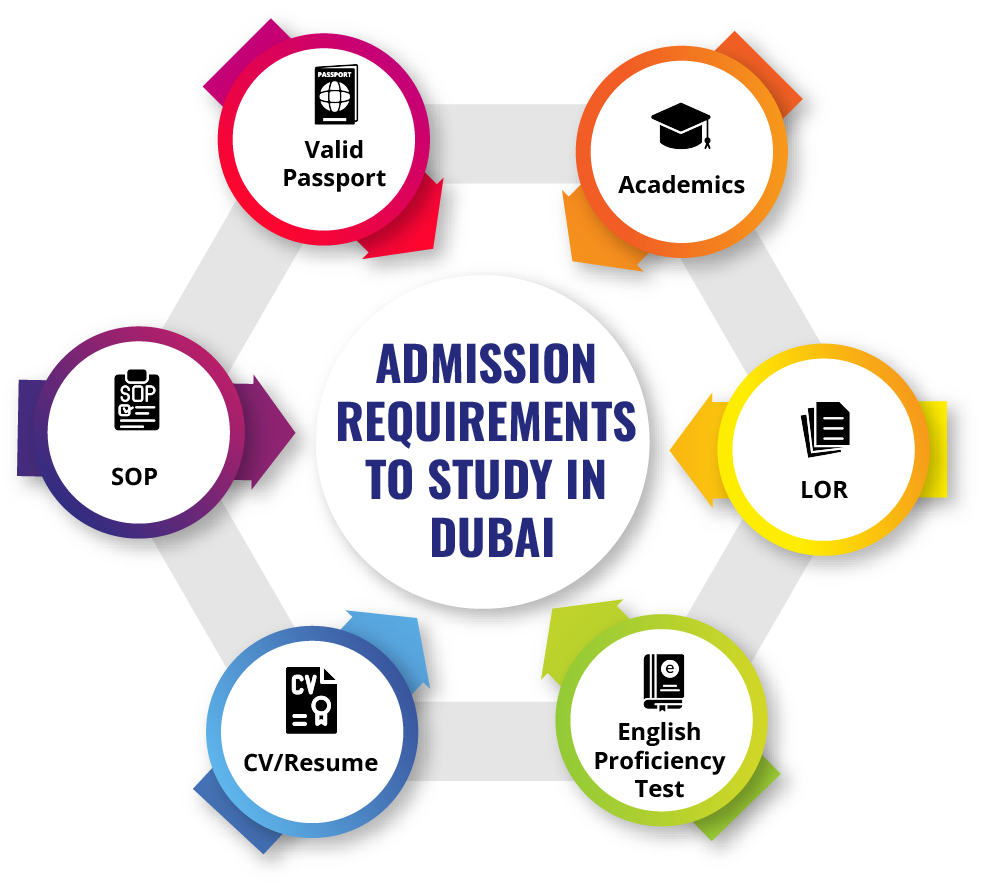 PASSPORT
Valid
Passport
Academics
ADMISSION
REQUIREMENTS
TO STUDY IN
DUBAI
SOP
SOP
LOR
CV
CV/Resume
e
English
Proficiency
Test